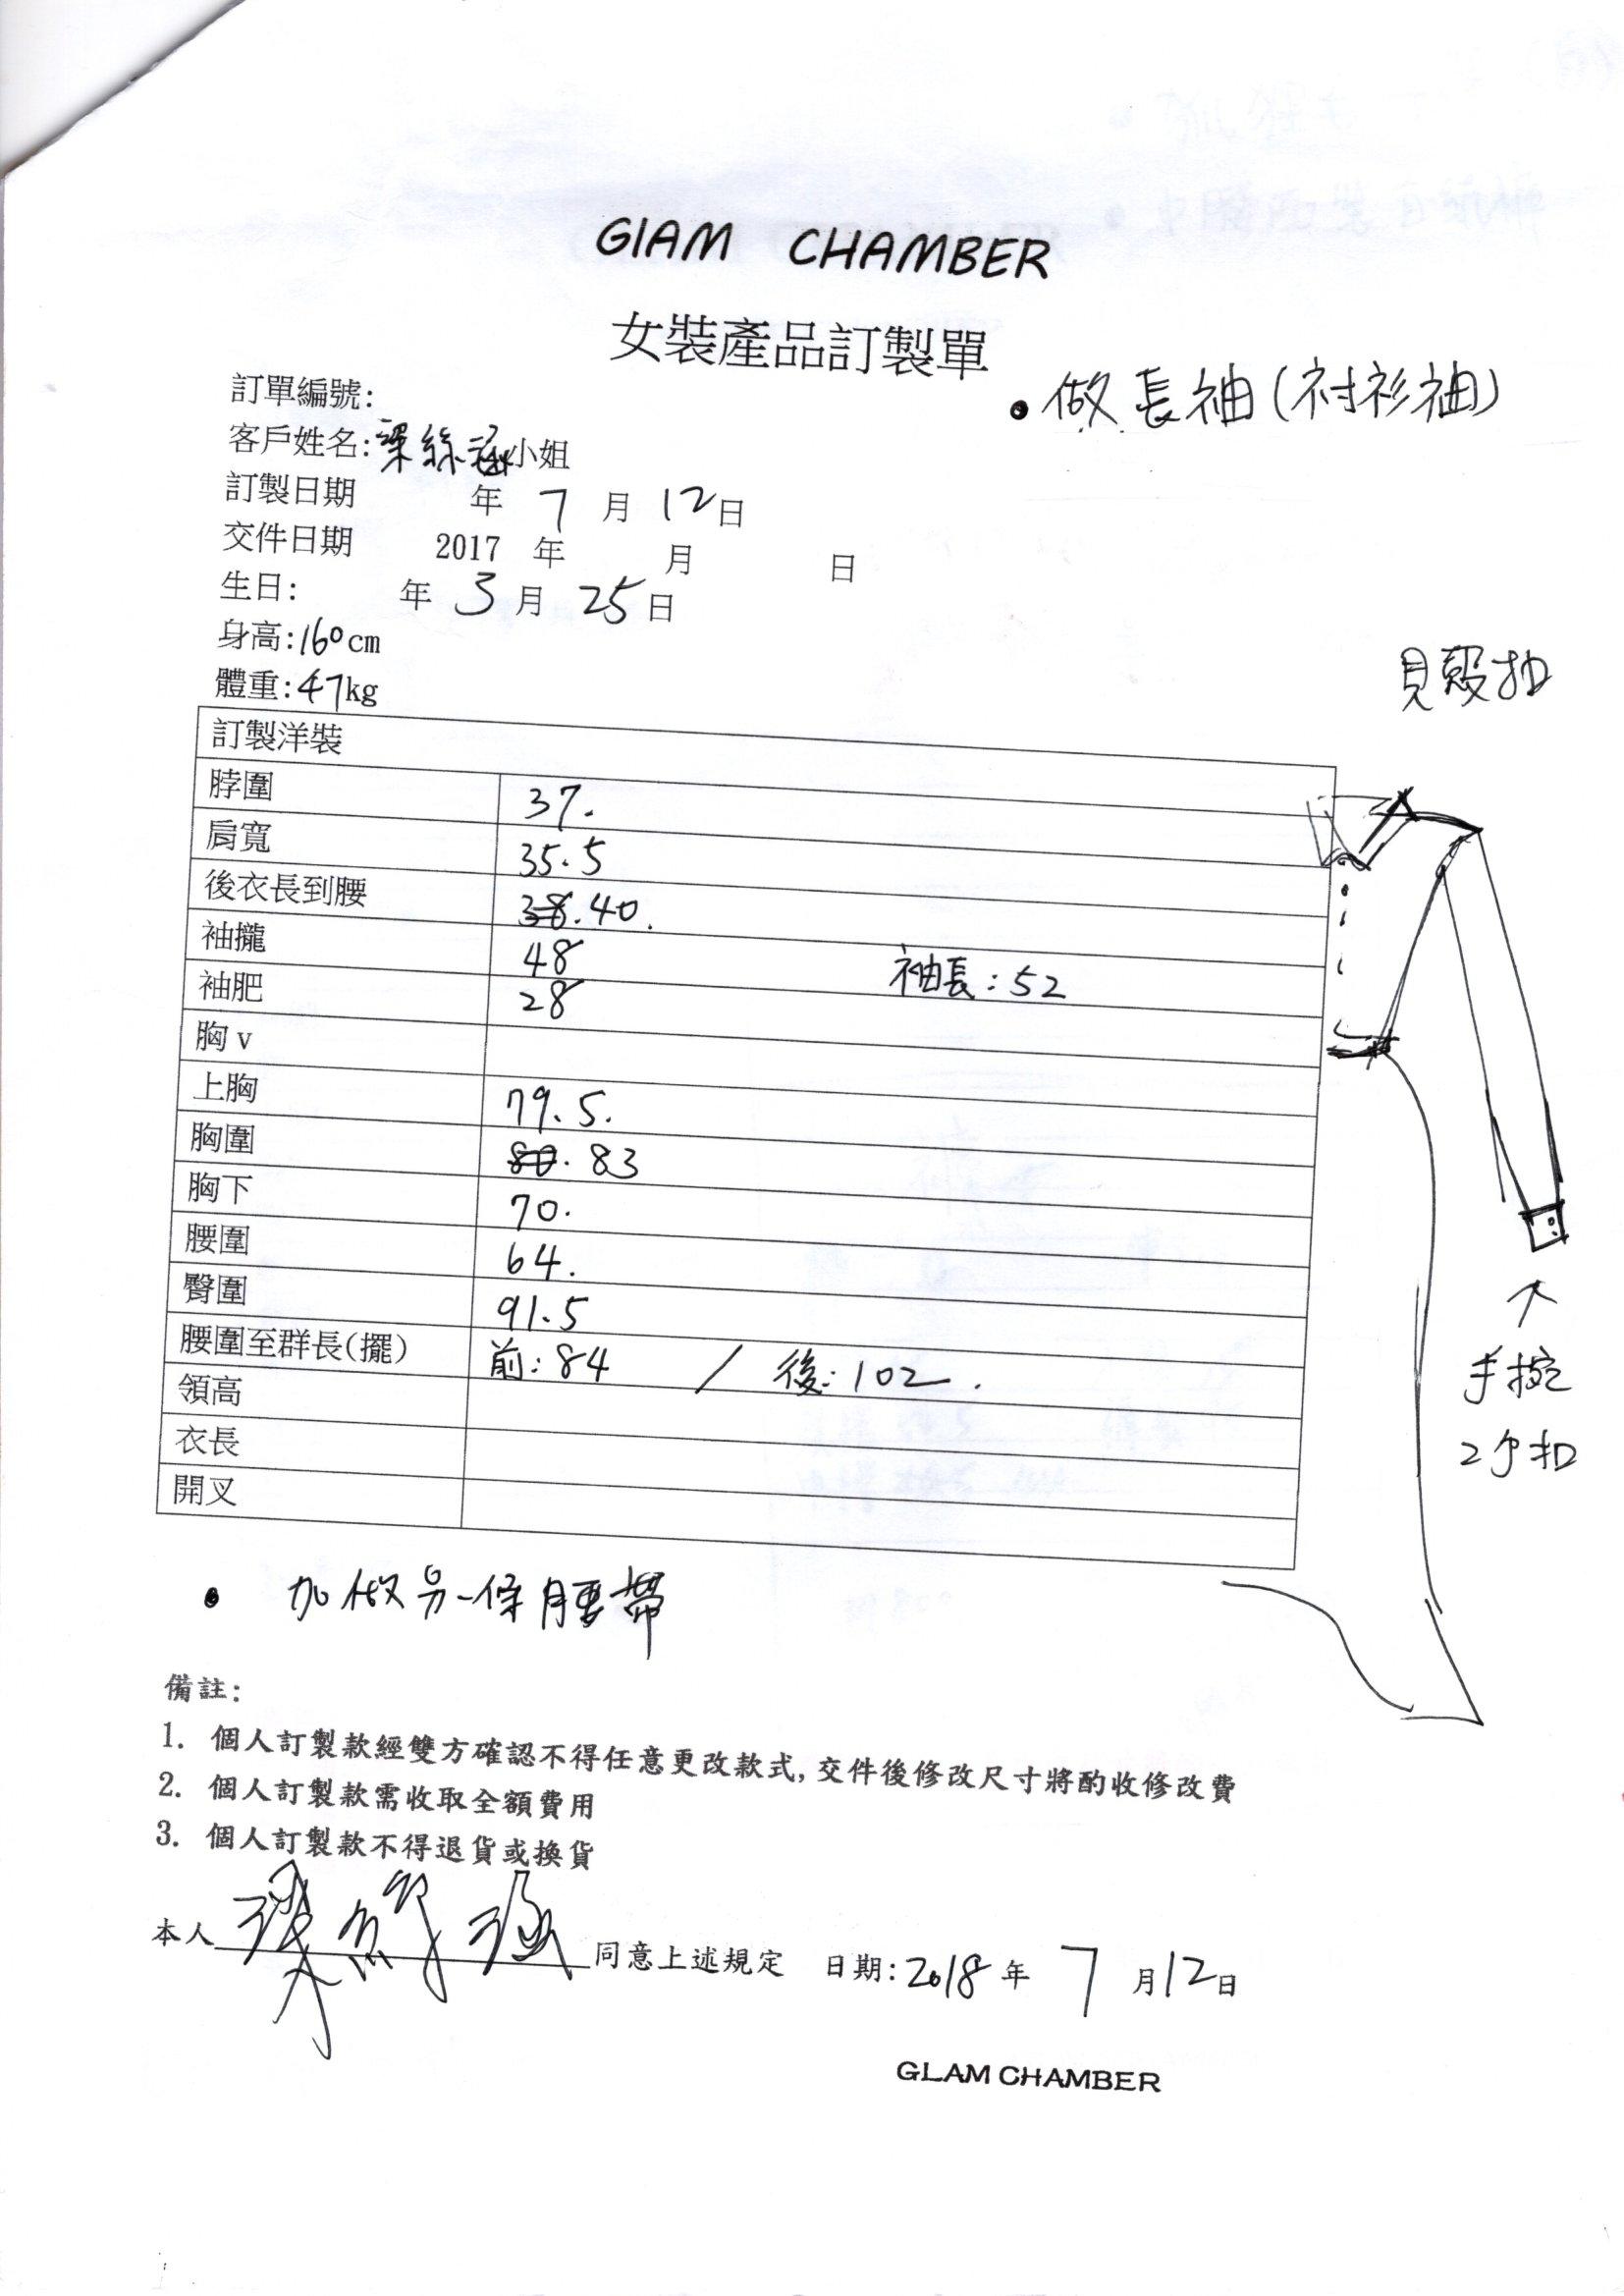 GIAM CHAMBER
女裝產品訂製單
• 做長袖(衬衫袖)
訂單編號:
客戶姓名:梁絲涵小姐
訂製日期 年 7 月 12日
交件日期 2017 年 月 日
生日: 年 3 月 25日
身高:160cm
體重:47kg
貝殼扣
訂製洋裝
脖圍 37.
肩寬 35.5
後衣長到腰 38. 40.
袖攏 48 袖長:52
袖肥 28
胸 v
上胸 79.5.
胸圍 80. 83
胸下 70.
腰圍 64.
臀圍 91.5
腰圍至群長(擺) 前:84 / 後:102.
領高
衣長
開叉
手挖
2个扣
• 加做另一條腰帶
備註:
1. 個人訂製款經雙方確認不得任意更改款式,交件後修改尺寸將酌收修改費
2. 個人訂製款需收取全額費用
3. 個人訂製款不得退貨或換貨
本人 梁絲涵 同意上述規定 日期:2018 年 7 月12日
GLAM CHAMBER